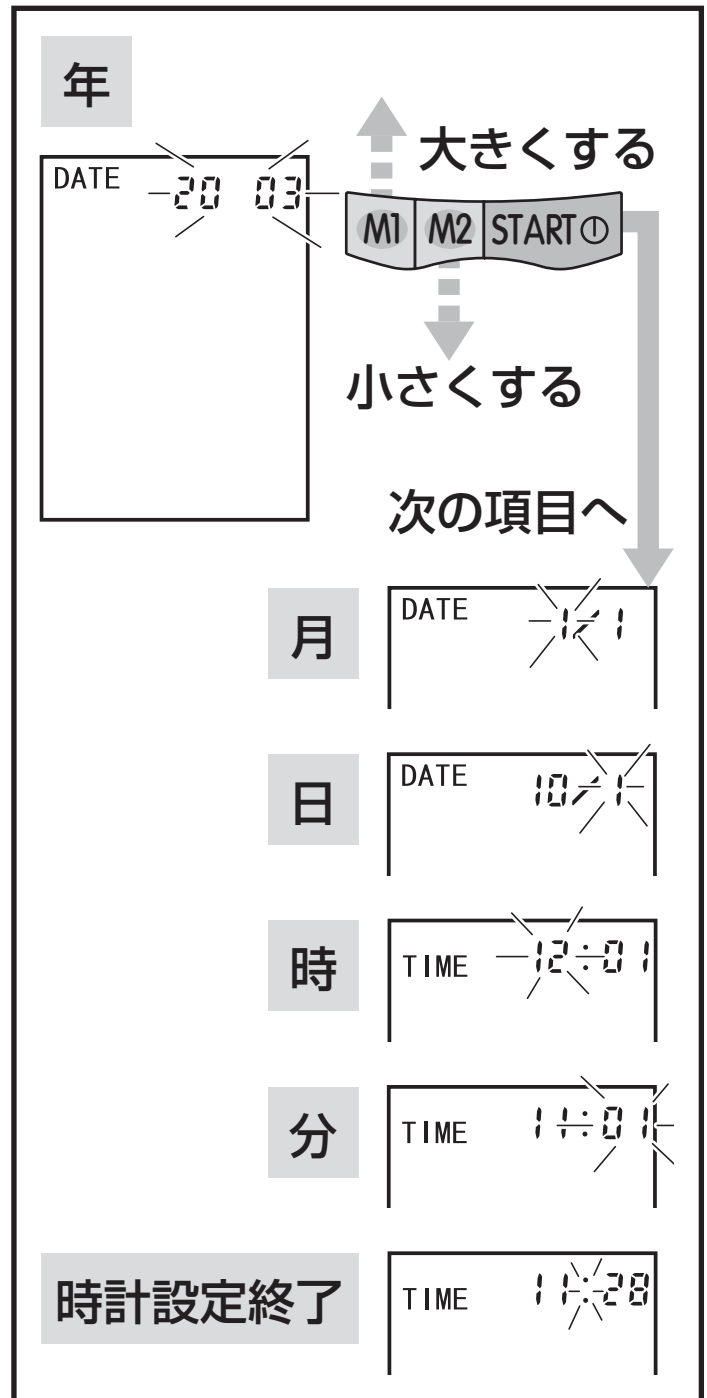 年
大きくする
DATE 20 03
M1 M2 START
小さくする
次の項目へ
月
DATE 1/1
日
DATE 10/1
時
TIME 12:01
分
TIME 11:01
時計設定終了
TIME 11:28